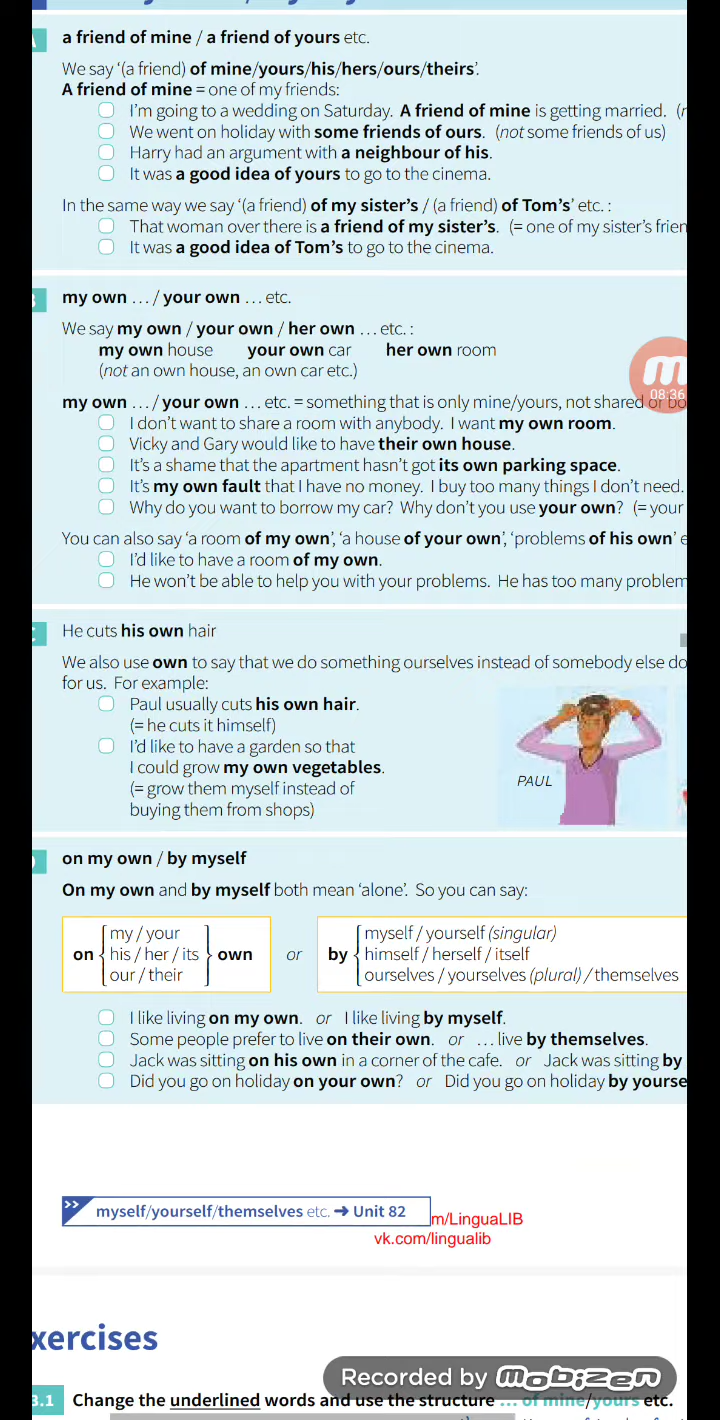 a friend of mine / a friend of yours etc.
We say ‘(a friend) of mine/yours/his/hers/ours/theirs’.
A friend of mine = one of my friends:
I’m going to a wedding on Saturday. A friend of mine is getting married. (
We went on holiday with some friends of ours. (not some friends of us)
Harry had an argument with a neighbour of his.
It was a good idea of yours to go to the cinema.
In the same way we say ‘(a friend) of my sister’s / (a friend) of Tom’s’ etc. :
That woman over there is a friend of my sister’s. (= one of my sister’s frien
It was a good idea of Tom’s to go to the cinema.
my own … / your own … etc.
We say my own / your own / her own … etc. :
my own house your own car her own room
(not an own house, an own car etc.)
my own … / your own … etc. = something that is only mine/yours, not shared or bo
08:36
I don’t want to share a room with anybody. I want my own room.
Vicky and Gary would like to have their own house.
It’s a shame that the apartment hasn’t got its own parking space.
It’s my own fault that I have no money. I buy too many things I don’t need.
Why do you want to borrow my car? Why don’t you use your own? (= your
You can also say ‘a room of my own’, ‘a house of your own’, ‘problems of his own’ e
I’d like to have a room of my own.
He won’t be able to help you with your problems. He has too many problem
He cuts his own hair
We also use own to say that we do something ourselves instead of somebody else do
for us. For example:
Paul usually cuts his own hair.
(= he cuts it himself)
I’d like to have a garden so that
I could grow my own vegetables.
(= grow them myself instead of
buying them from shops)
PAUL
on my own / by myself
On my own and by myself both mean ‘alone’. So you can say:
on { my / your
his / her / its
our / their } own
or
by { myself / yourself (singular)
himself / herself / itself
ourselves / yourselves (plural) / themselves
I like living on my own. or I like living by myself.
Some people prefer to live on their own. or … live by themselves.
Jack was sitting on his own in a corner of the cafe. or Jack was sitting by
Did you go on holiday on your own? or Did you go on holiday by yourse
>> myself/yourself/themselves etc. ➜ Unit 82
m/LinguaLIB
vk.com/lingualib
xercises
Recorded by mobizen
3.1 Change the underlined words and use the structure … of mine/yours etc.